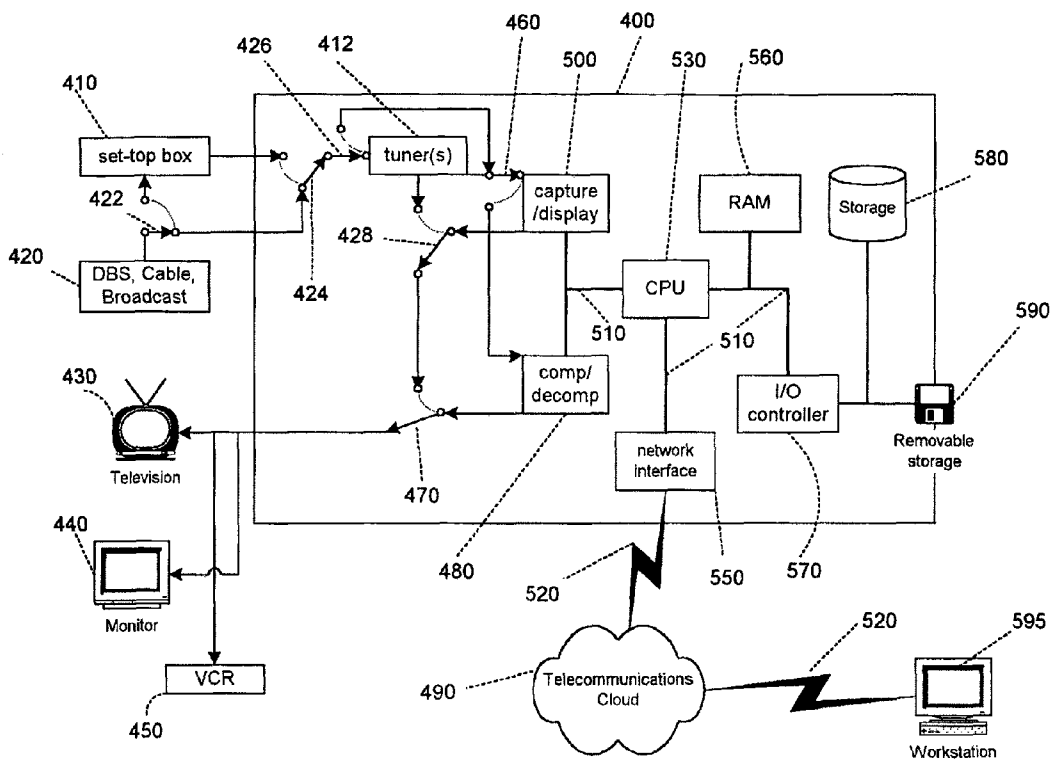 460
500
530
560
400
426
412
410
set-top box
tuner(s)
580
capture
/display
RAM
Storage
422
428
420
DBS, Cable,
Broadcast
424
CPU
510
510
590
430
comp/
decomp
I/O
controller
Removable
storage
Television
network
interface
470
440
480
520
550
570
Monitor
520
595
VCR
490
Telecommunications
Cloud
450
Workstation